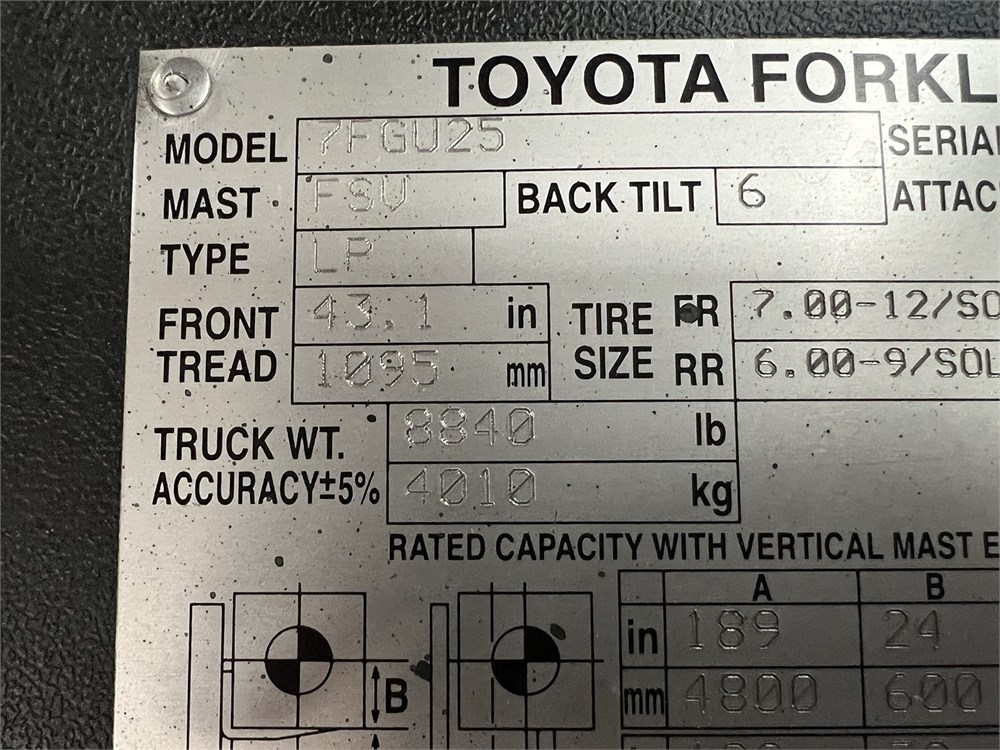 TOYOTA FORKL
MODEL 7FGU25 SERIA
MAST FSV BACK TILT 6 ATTAC
TYPE LP
FRONT TREAD 43.1 in TIRE SIZE FR 7.00-12/SO
1095 mm RR 6.00-9/SOL
TRUCK WT. 8840 lb
ACCURACY±5% 4010 kg
RATED CAPACITY WITH VERTICAL MAST E
A B
in 189 24
mm 4800 600
B